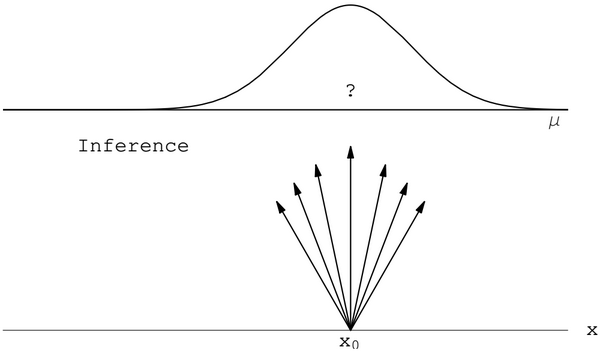 ?
μ
Inference
x
x₀